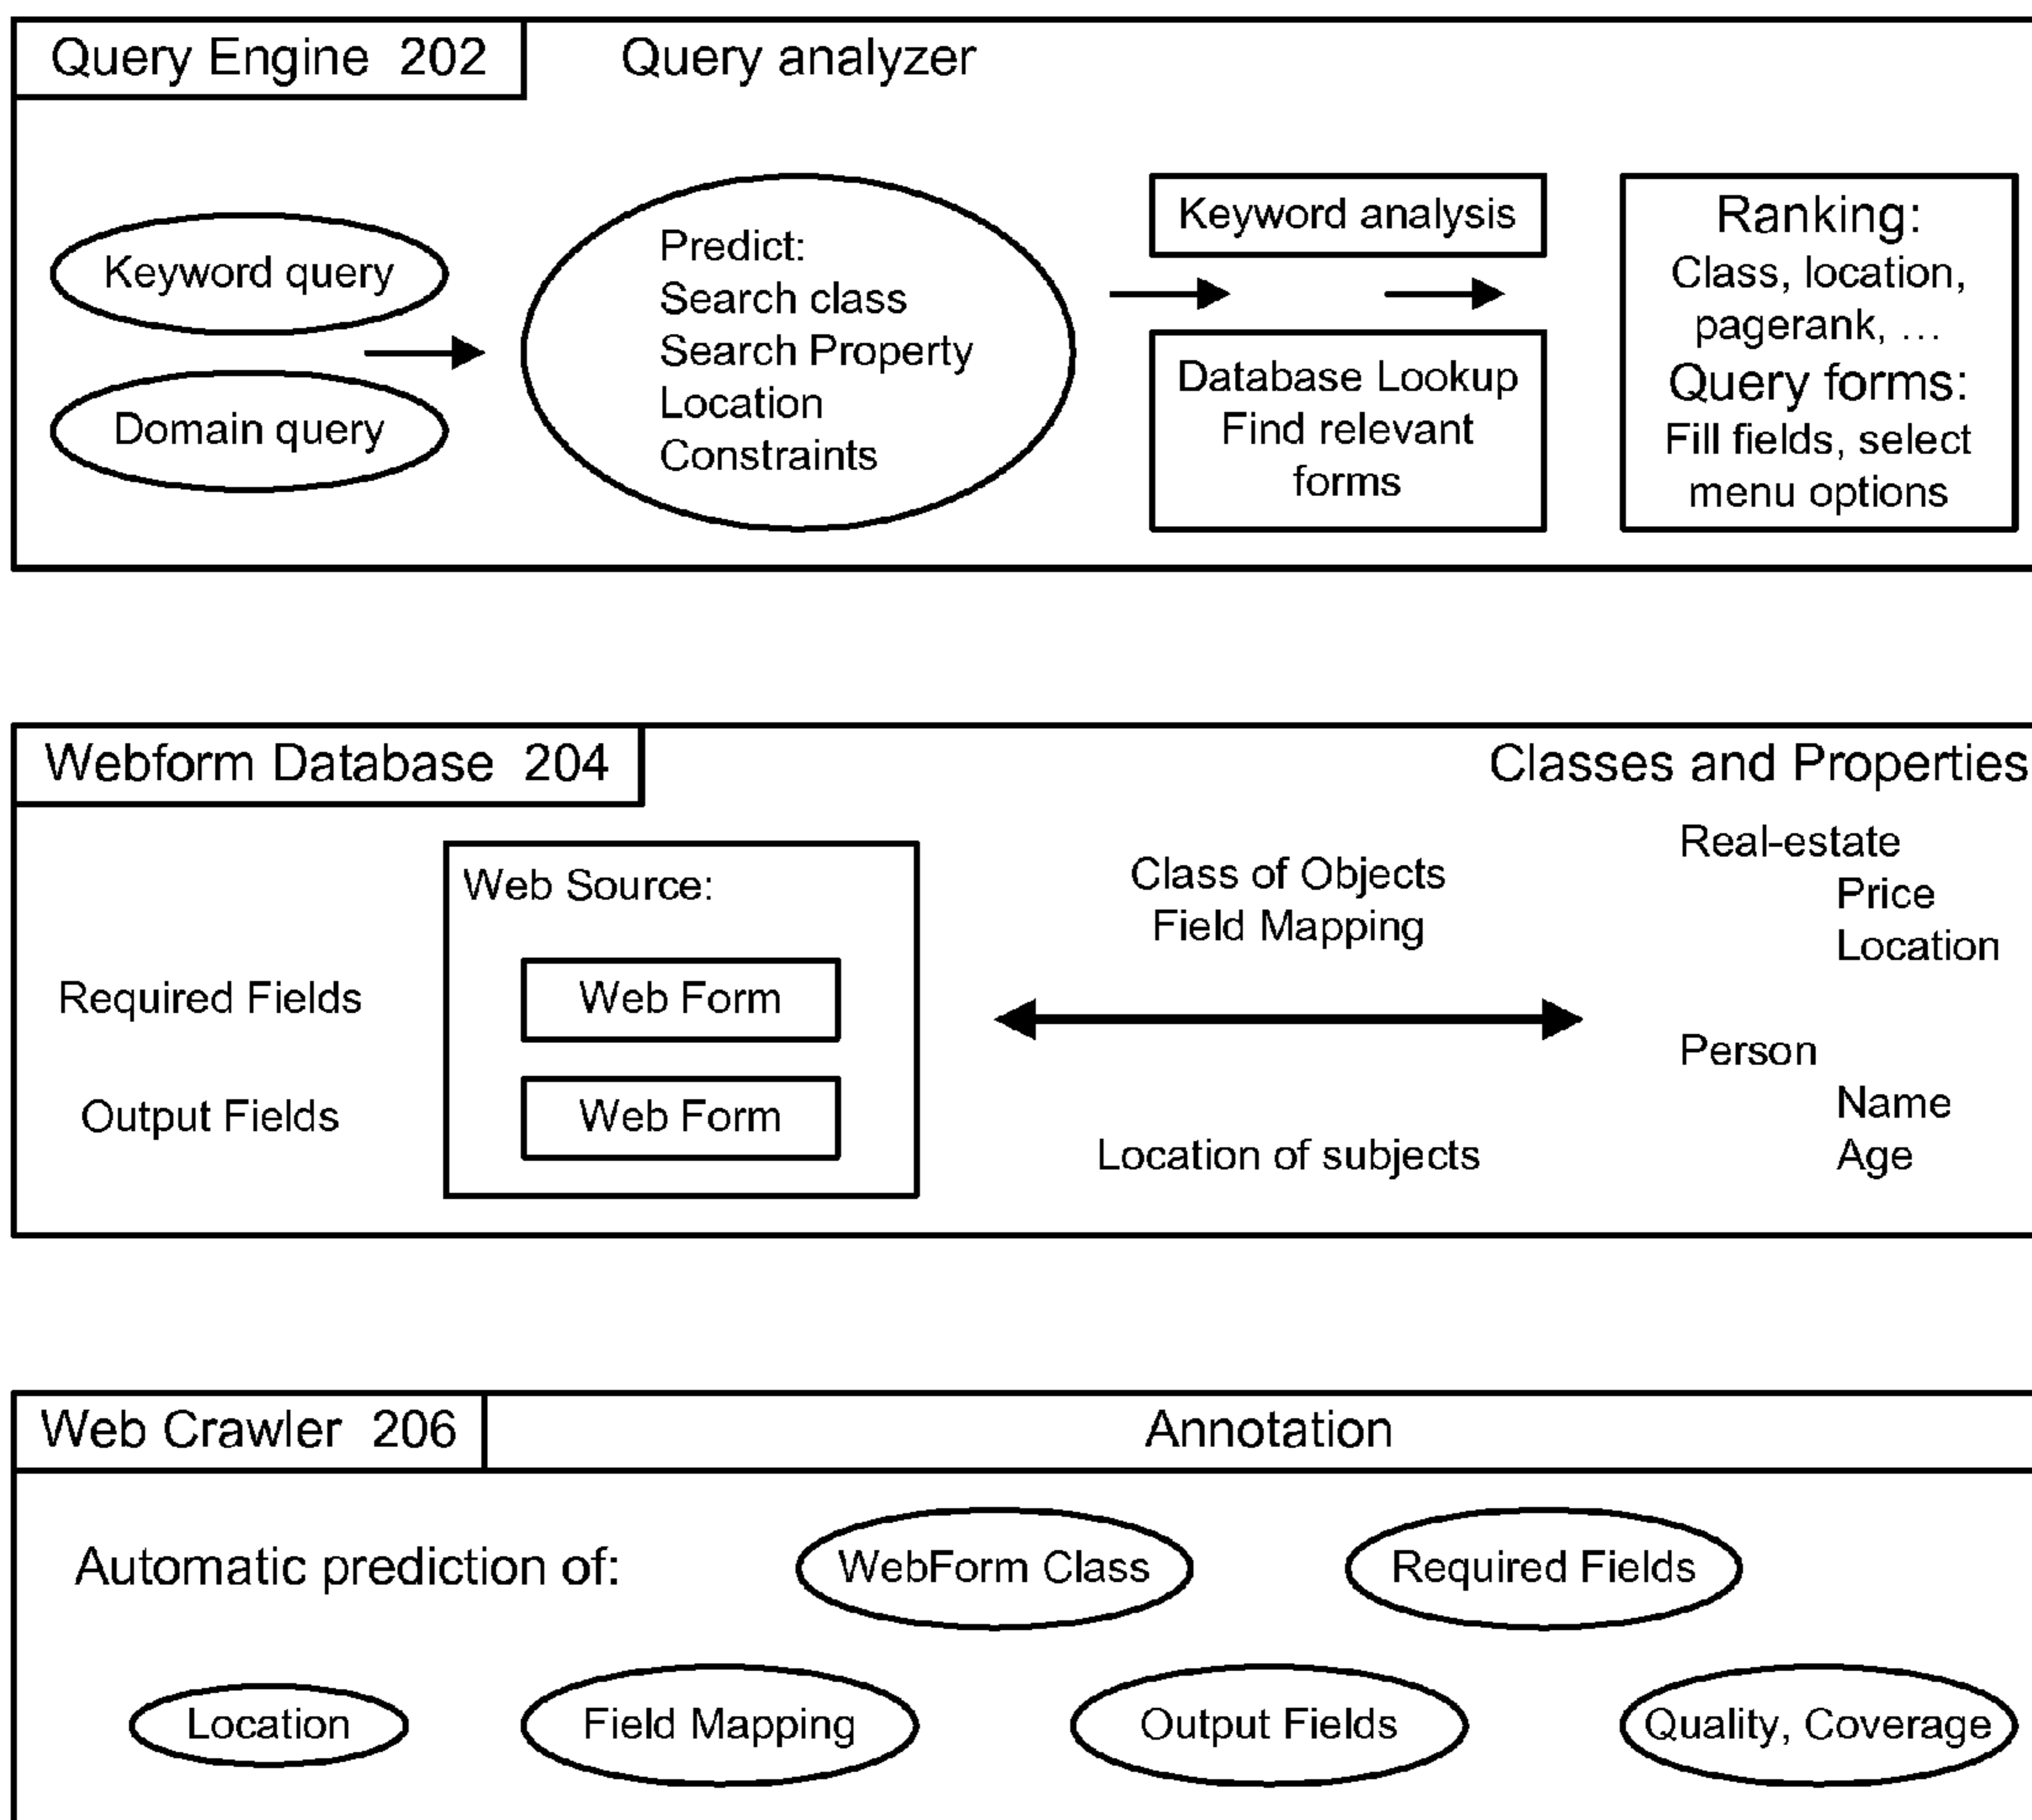 Query Engine 202
Query analyzer
Keyword query
Domain query
Predict:
Search class
Search Property
Location
Constraints
Keyword analysis
Database Lookup
Find relevant
forms
Ranking:
Class, location,
pagerank, ...
Query forms:
Fill fields, select
menu options
Webform Database 204
Classes and Properties
Required Fields
Output Fields
Web Source:
Web Form
Web Form
Class of Objects
Field Mapping
Location of subjects
Real-estate
Price
Location
Person
Name
Age
Web Crawler 206
Annotation
Automatic prediction of:
WebForm Class
Required Fields
Location
Field Mapping
Output Fields
Quality, Coverage